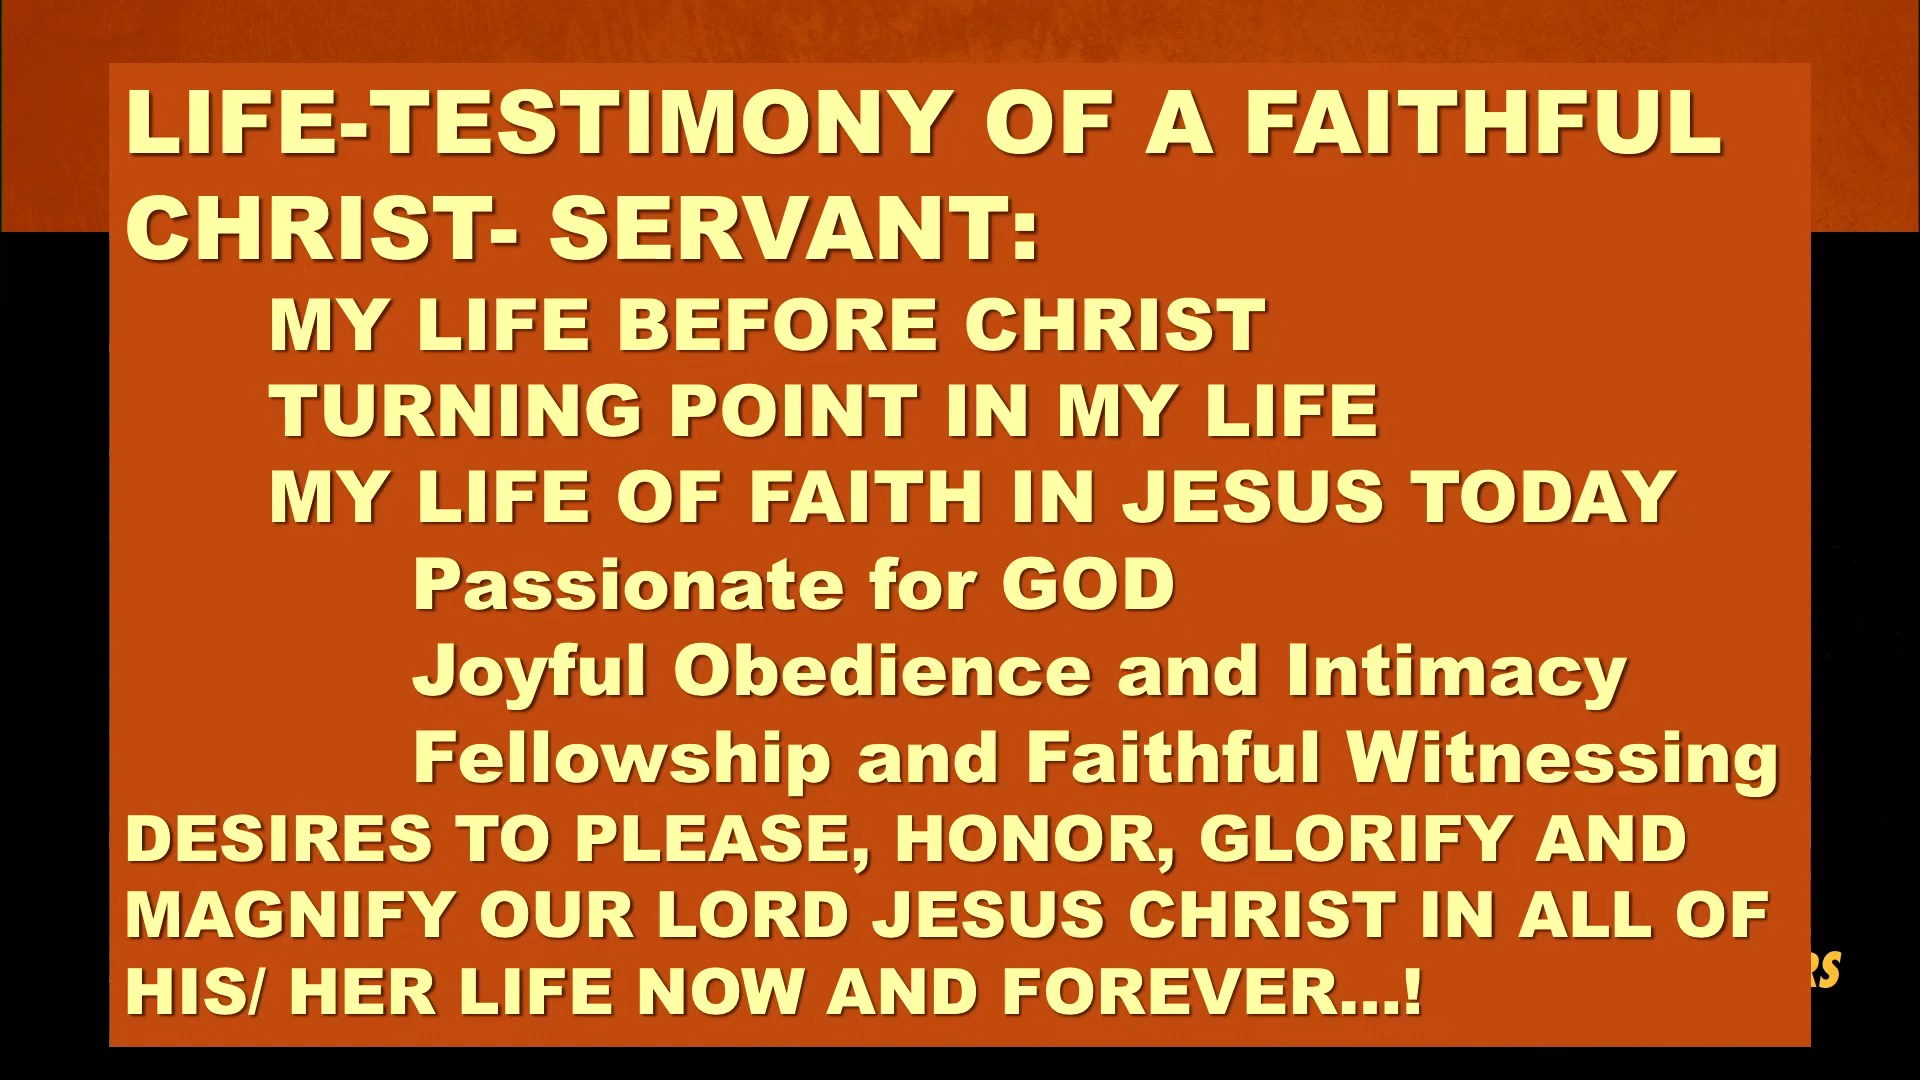 LIFE-TESTIMONY OF A FAITHFUL
CHRIST- SERVANT:
MY LIFE BEFORE CHRIST
TURNING POINT IN MY LIFE
MY LIFE OF FAITH IN JESUS TODAY
Passionate for GOD
Joyful Obedience and Intimacy
Fellowship and Faithful Witnessing
DESIRES TO PLEASE, HONOR, GLORIFY AND
MAGNIFY OUR LORD JESUS CHRIST IN ALL OF
HIS/ HER LIFE NOW AND FOREVER...!